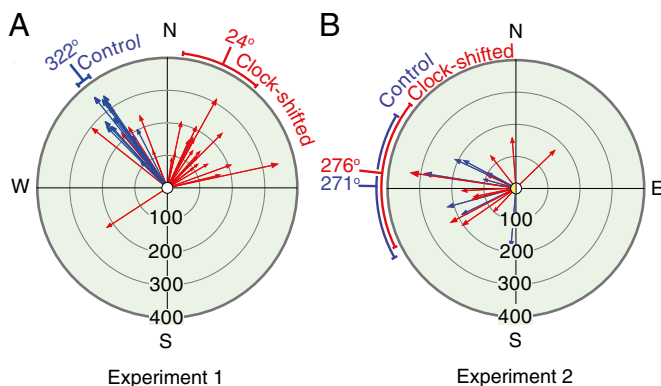 A
N
322°
Control
24°
Clock-shifted
W
100
200
300
400
S
Experiment 1
B
N
Control
Clock-shifted
276°
271°
E
100
200
300
400
S
Experiment 2